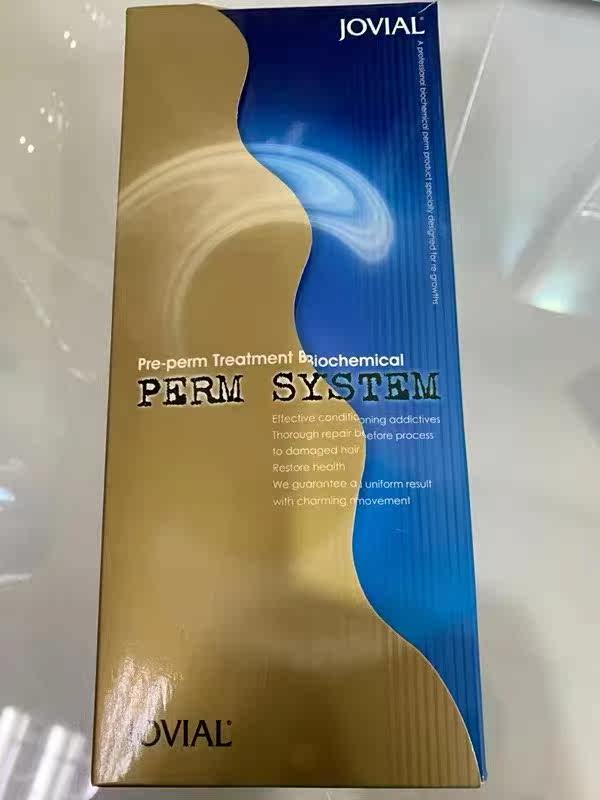 JOVIAL®
A professional biochemical perm product specially designed for re-growths
Pre-perm Treatment Biochemical
PERM SYSTEM
Effective conditioning addictives
Thorough repair before process
to damaged hair
Restore health
We guarantee a uniform result
with charming movement
JOVIAL®